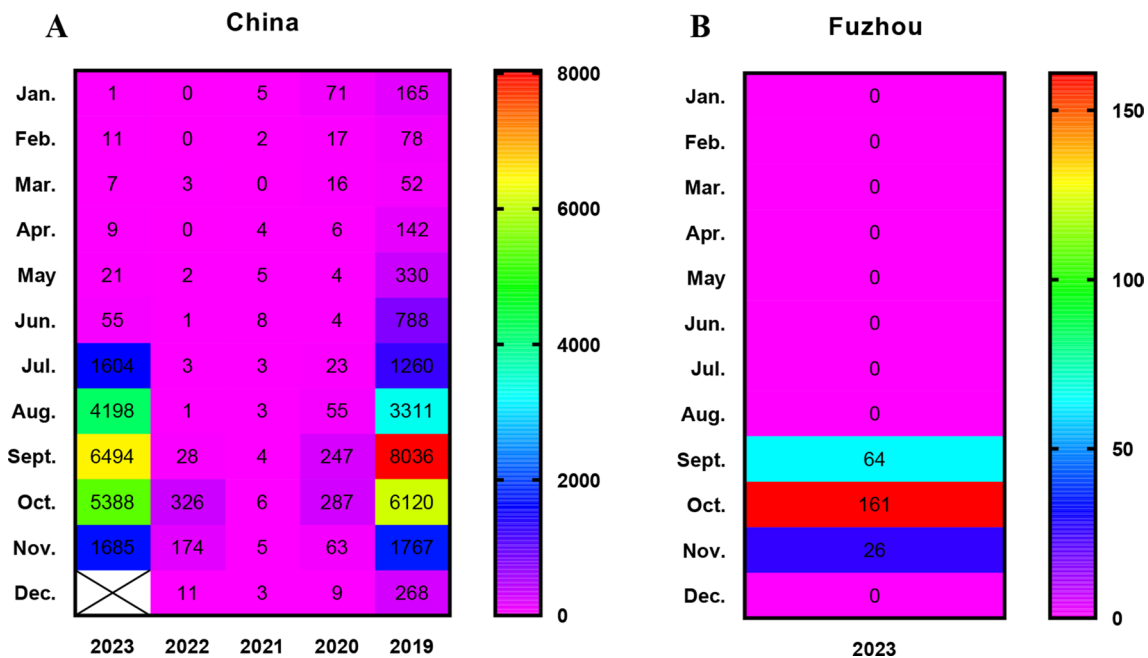 A China
8000
Jan. 1 0 5 71 165
Feb. 11 0 2 17 78
Mar. 7 3 0 16 52
6000
Apr. 9 0 4 6 142
May 21 2 5 4 330
Jun. 55 1 8 4 788
4000
Jul. 1604 3 3 23 1260
Aug. 4198 1 3 55 3311
Sept. 6494 28 4 247 8036
2000
Oct. 5388 326 6 287 6120
Nov. 1685 174 5 63 1767
Dec. 11 3 9 268
0
2023 2022 2021 2020 2019
B Fuzhou
Jan. 0
150
Feb. 0
Mar. 0
Apr. 0
May 0
100
Jun. 0
Jul. 0
Aug. 0
50
Sept. 64
Oct. 161
Nov. 26
Dec. 0
0
2023